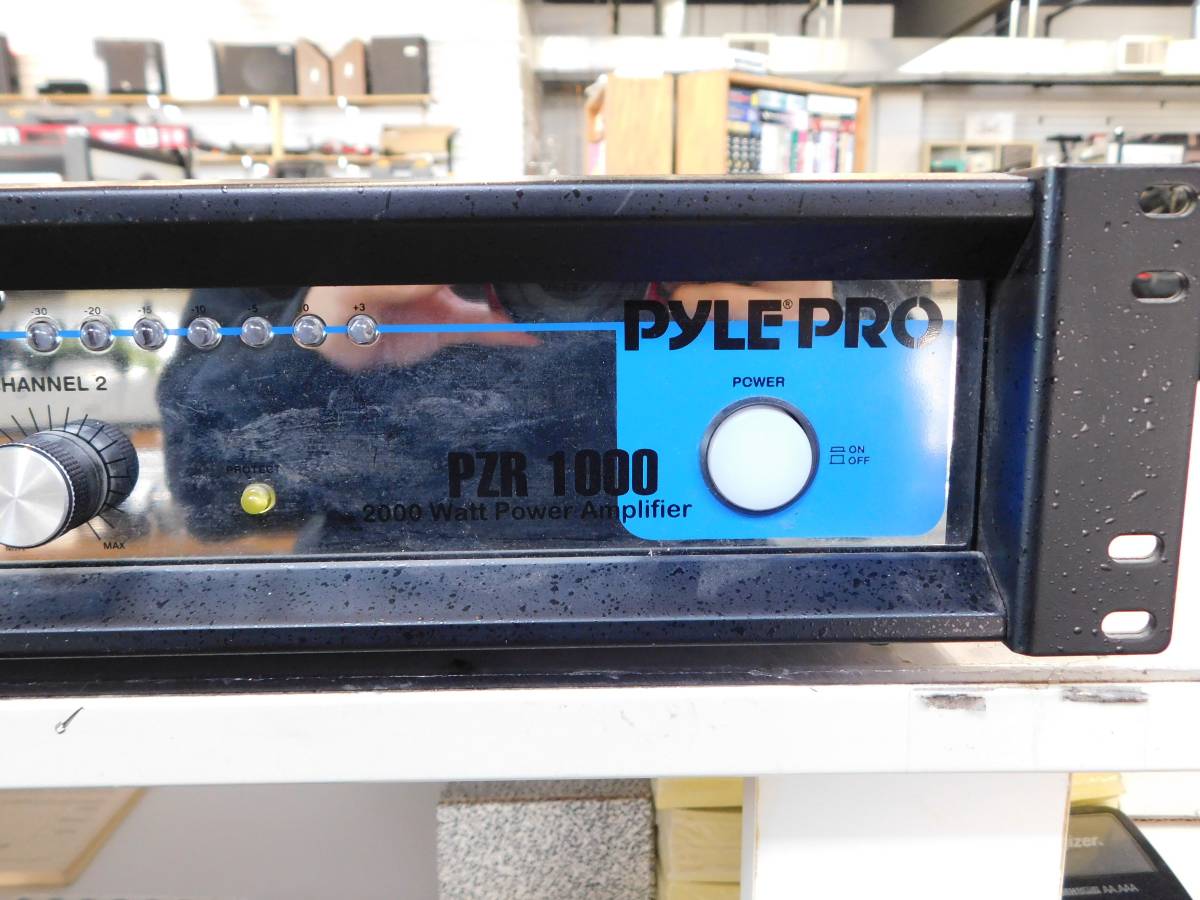 -30 -20 -15 -10 -5 0 +3
PYLE® PRO
HANNEL 2
POWER
ON
OFF
PROTECT
PZR 1000
2000 Watt Power Amplifier
MAX
izer.